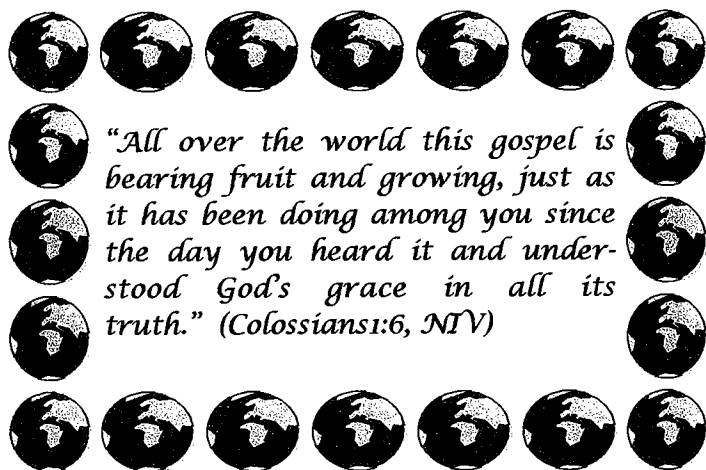 “All over the world this gospel is
bearing fruit and growing, just as
it has been doing among you since
the day you heard it and under-
stood God's grace in all its
truth.” (Colossians1:6, NIV)